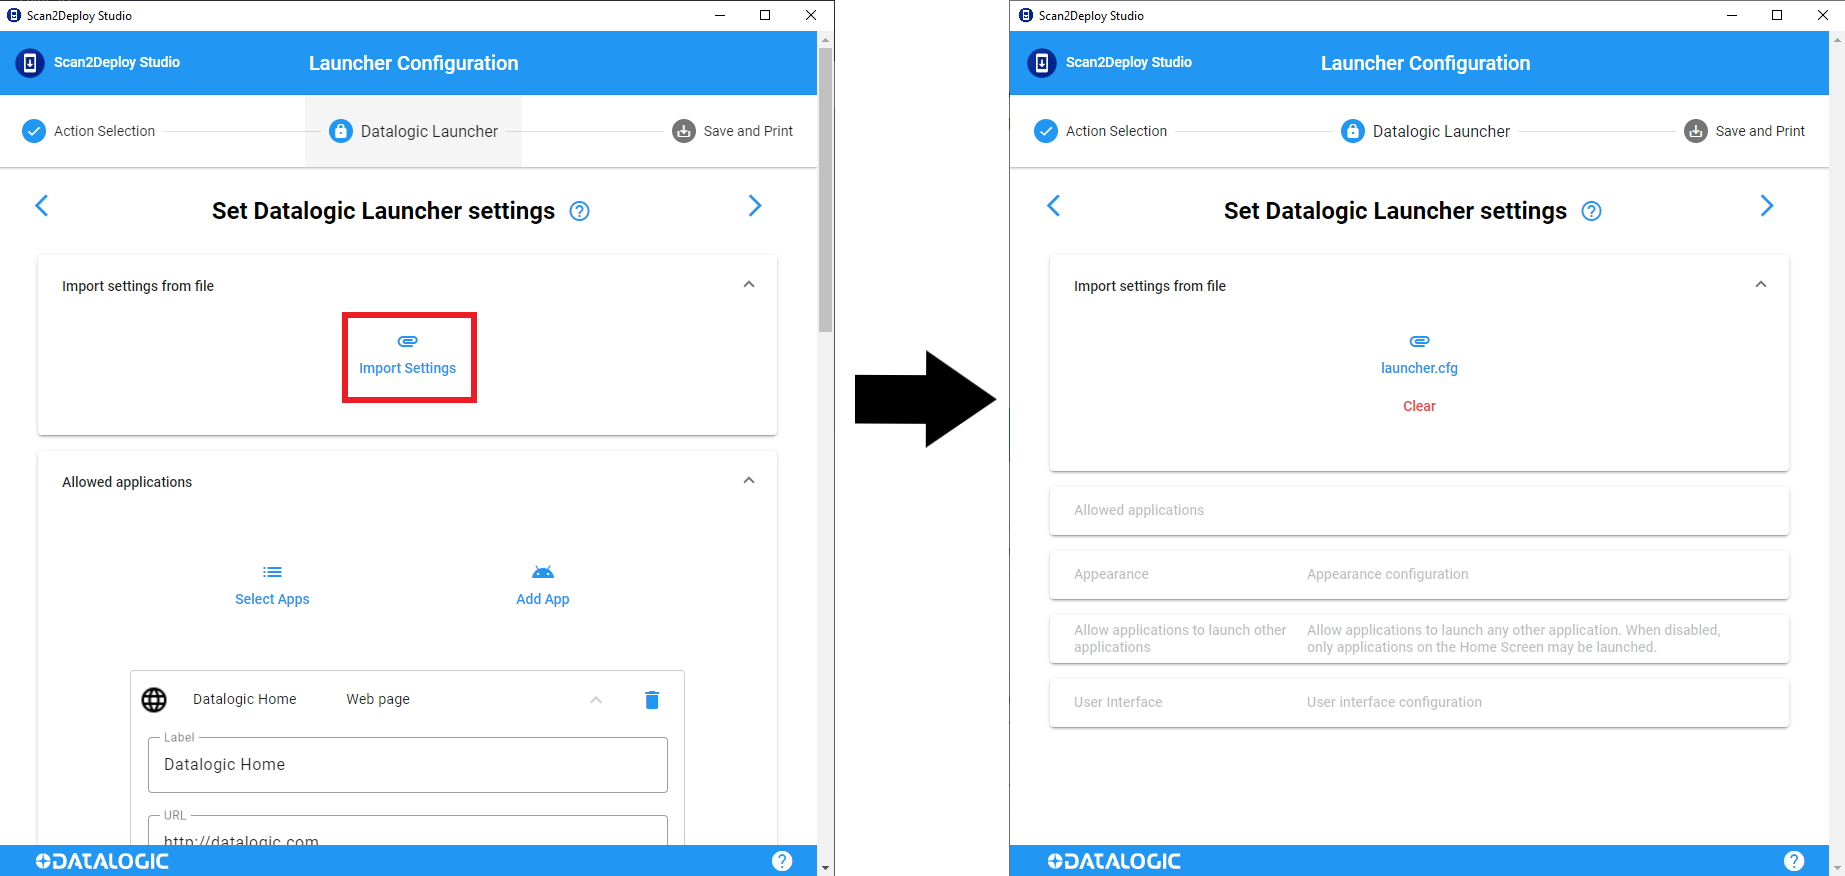 Scan2Deploy Studio
Scan2Deploy Studio
Launcher Configuration
Action Selection
Datalogic Launcher
Save and Print
Set Datalogic Launcher settings
Import settings from file
Import Settings
Allowed applications
Select Apps
Add App
Datalogic Home
Web page
Label
Datalogic Home
URL
http://datalogic.com
DATALOGIC
?
Scan2Deploy Studio
Scan2Deploy Studio
Launcher Configuration
Action Selection
Datalogic Launcher
Save and Print
Set Datalogic Launcher settings
Import settings from file
launcher.cfg
Clear
Allowed applications
Appearance
Appearance configuration
Allow applications to launch other
applications
Allow applications to launch any other application. When disabled,
only applications on the Home Screen may be launched.
User Interface
User interface configuration
DATALOGIC
?